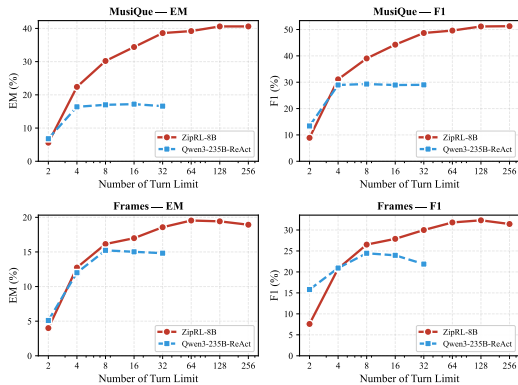 MusiQue — EM
EM (%)
40
30
20
10
0
2 4 8 16 32 64 128 256
Number of Turn Limit
ZipRL-8B
Qwen3-235B-ReAct
MusiQue — F1
F1 (%)
50
40
30
20
10
0
2 4 8 16 32 64 128 256
Number of Turn Limit
ZipRL-8B
Qwen3-235B-ReAct
Frames — EM
EM (%)
20
15
10
5
0
2 4 8 16 32 64 128 256
Number of Turn Limit
ZipRL-8B
Qwen3-235B-ReAct
Frames — F1
F1 (%)
30
25
20
15
10
5
0
2 4 8 16 32 64 128 256
Number of Turn Limit
ZipRL-8B
Qwen3-235B-ReAct